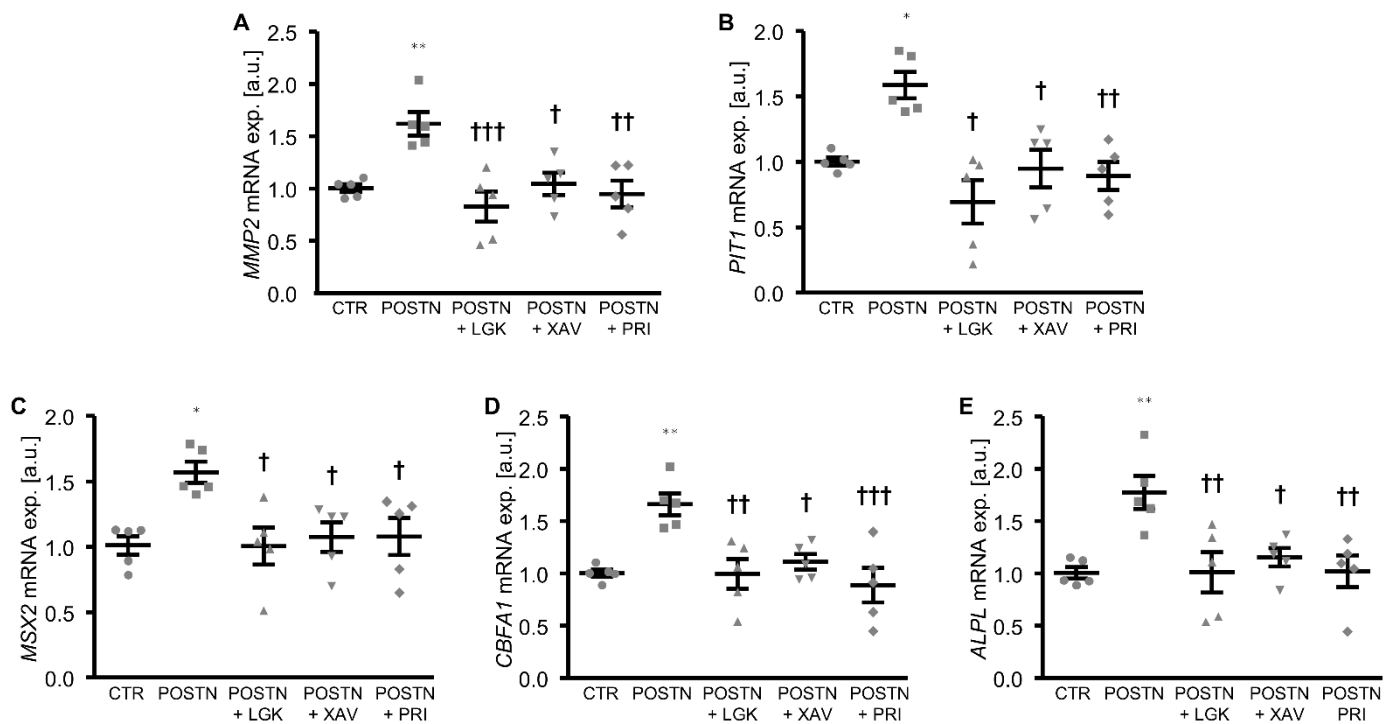 A
MMP2 mRNA exp. [a.u.]
2.5
2.0
1.5
1.0
0.5
0.0
**
†††
†
††
CTR
POSTN
POSTN
+ LGK
POSTN
+ XAV
POSTN
+ PRI
B
PIT1 mRNA exp. [a.u.]
2.0
1.5
1.0
0.5
0.0
*
†
†
††
CTR
POSTN
POSTN
+ LGK
POSTN
+ XAV
POSTN
+ PRI
C
MSX2 mRNA exp. [a.u.]
2.0
1.5
1.0
0.5
0.0
*
†
†
†
CTR
POSTN
POSTN
+ LGK
POSTN
+ XAV
POSTN
+ PRI
D
CBFA1 mRNA exp. [a.u.]
2.5
2.0
1.5
1.0
0.5
0.0
**
††
†
†††
CTR
POSTN
POSTN
+ LGK
POSTN
+ XAV
POSTN
+ PRI
E
ALPL mRNA exp. [a.u.]
2.5
2.0
1.5
1.0
0.5
0.0
**
††
†
††
CTR
POSTN
POSTN
+ LGK
POSTN
+ XAV
POSTN
PRI